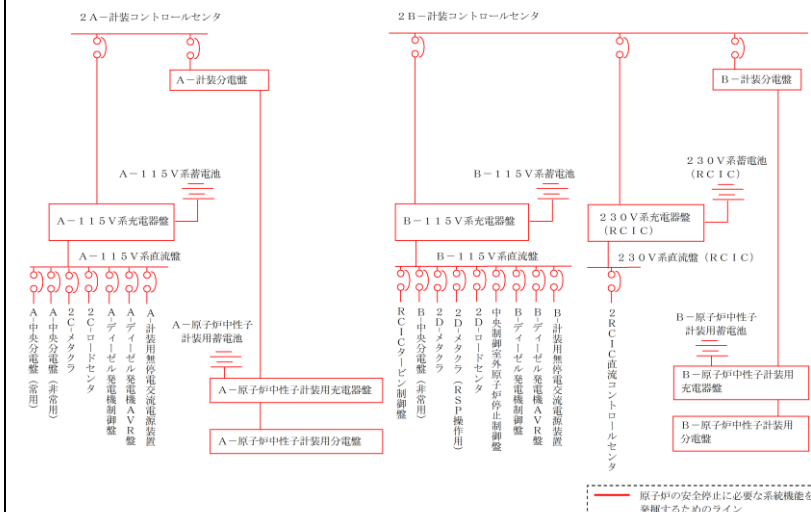 2A－計装コントロールセンタ
2B－計装コントロールセンタ
A－計装分電盤
B－計装分電盤
A－115V系蓄電池
B－115V系蓄電池
230V系蓄電池
(RCIC)
A－115V系充電器盤
B－115V系充電器盤
230V系充電器盤
(RCIC)
A－115V系直流盤
B－115V系直流盤
230V系直流盤(RCIC)
A－中央分電盤(常用)
A－中央分電盤(非常用)
2C－メタクラ
2C－ロードセンタ
A－ディーゼル発電機制御盤
A－ディーゼル発電機AVR盤
A－計装用無停電交流電源装置
A－原子炉中性子
計装用蓄電池
A－原子炉中性子計装用充電器盤
A－原子炉中性子計装用分電盤
RCICタービン制御盤
B－中央分電盤(非常用)
2D－メタクラ
2D－メタクラ(RSP操作用)
2D－ロードセンタ
中央制御室外原子炉停止制御盤
B－ディーゼル発電機制御盤
B－ディーゼル発電機AVR盤
B－計装用無停電交流電源装置
2RCIC直流コントロールセンタ
B－原子炉中性子
計装用蓄電池
B－原子炉中性子計装用
充電器盤
B－原子炉中性子計装用
分電盤
原子炉の安全停止に必要な系統機能を
発揮するためのライン